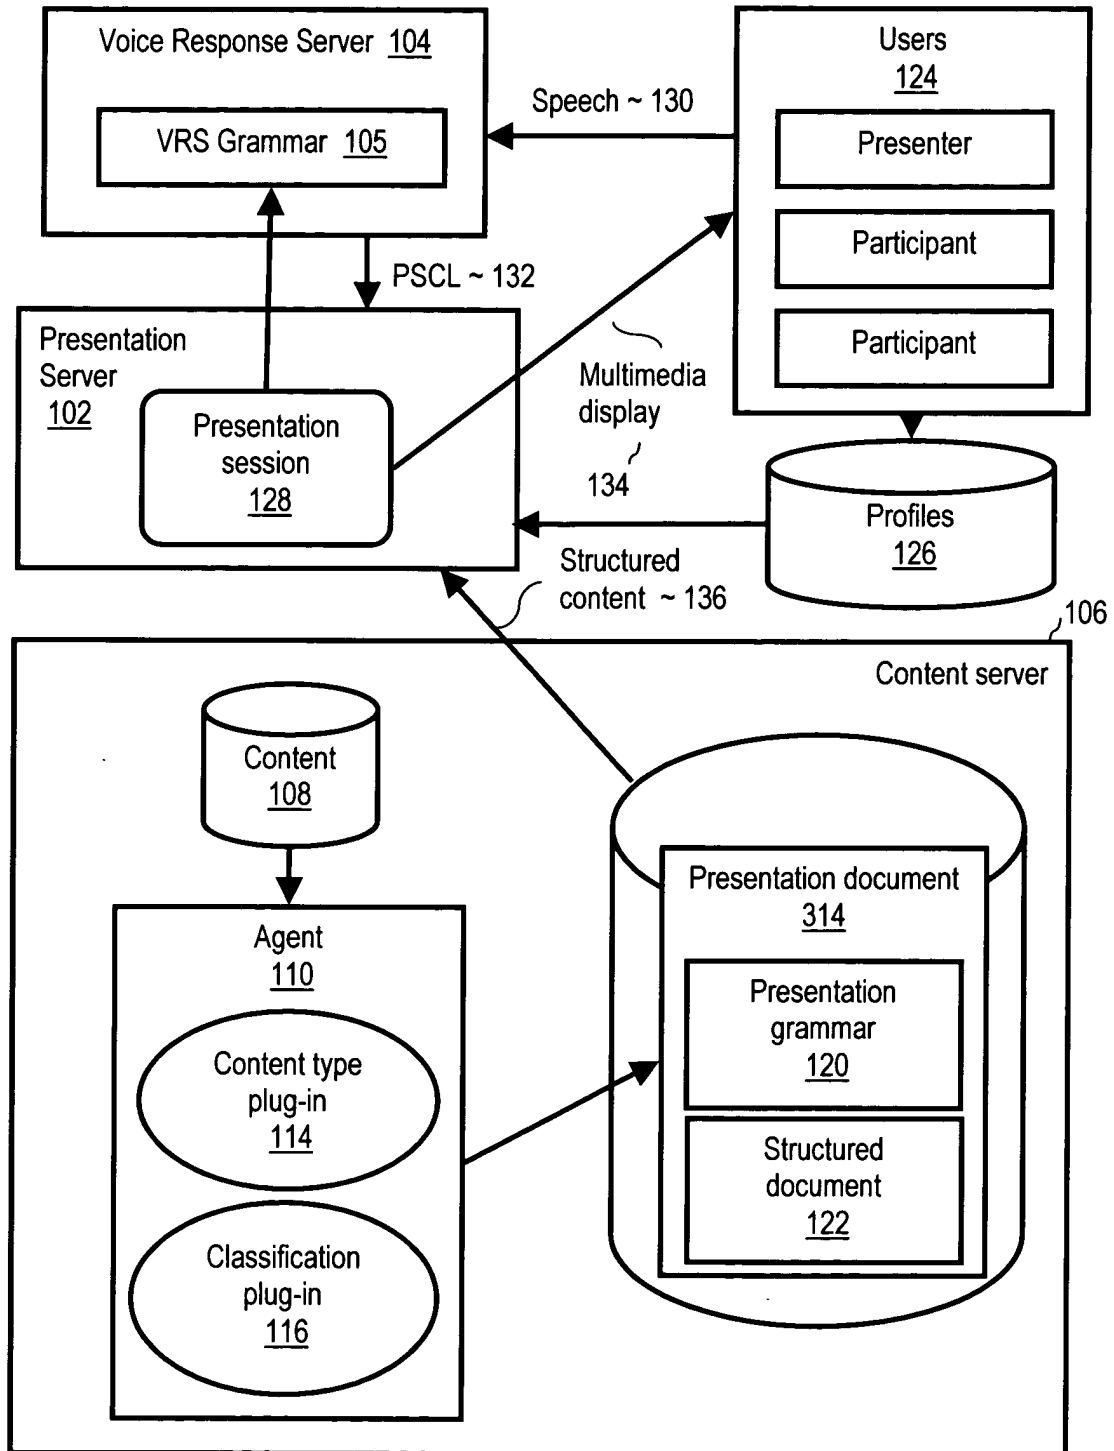 Voice Response Server 104
VRS Grammar 105
Speech ~ 130
Users
124
Presenter
Participant
Participant
PSCL ~ 132
Presentation
Server
102
Presentation
session
128
Multimedia
display
134
Profiles
126
Structured
content ~ 136
106
Content server
Content
108
Agent
110
Content type
plug-in
114
Classification
plug-in
116
Presentation document
314
Presentation
grammar
120
Structured
document
122